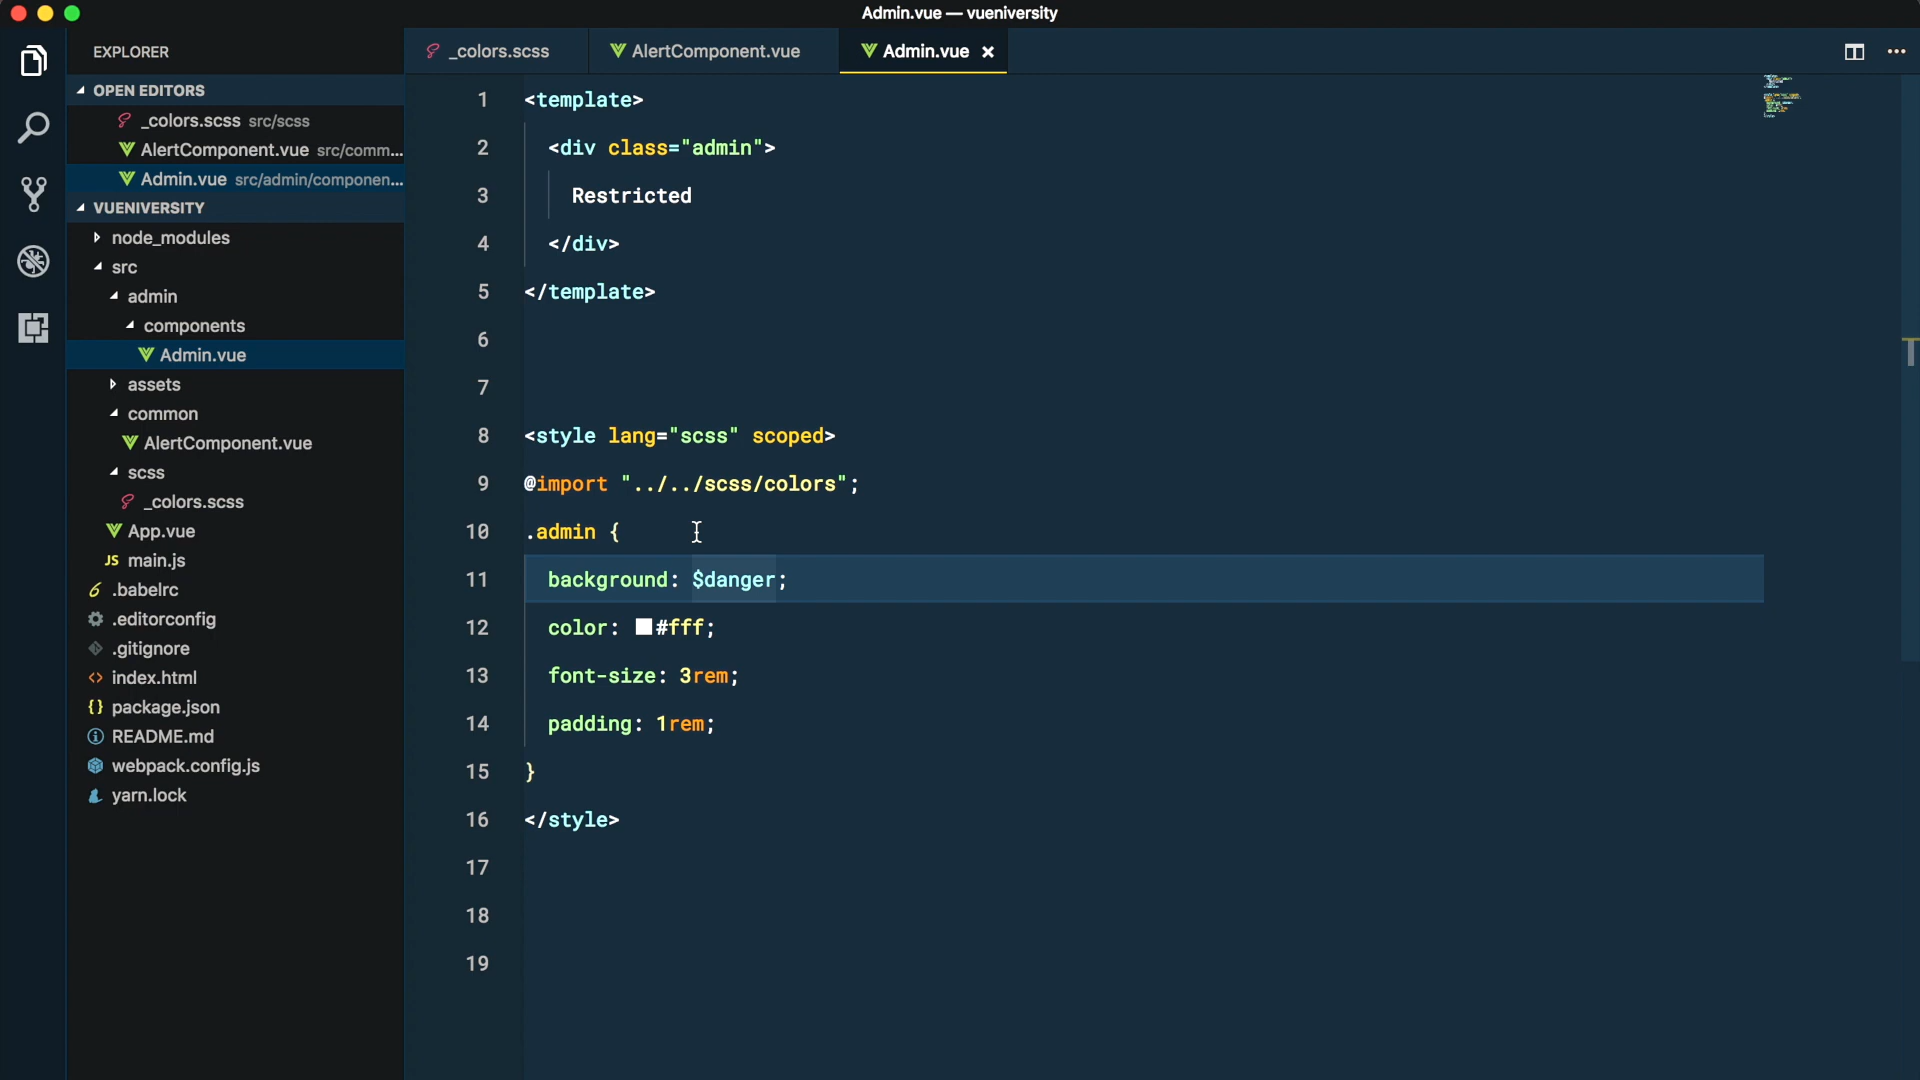 Admin.vue — vueniversity
EXPLORER
OPEN EDITORS
_colors.scss src/scss
AlertComponent.vue src/comm...
Admin.vue src/admin/componen...
VUENIVERSITY
node_modules
src
admin
components
Admin.vue
assets
common
AlertComponent.vue
scss
_colors.scss
App.vue
JS main.js
.babelrc
.editorconfig
.gitignore
<> index.html
{} package.json
README.md
webpack.config.js
yarn.lock
_colors.scss
AlertComponent.vue
Admin.vue ×
1 <template>
2 <div class="admin">
3 Restricted
4 </div>
5 </template>
6
7
8 <style lang="scss" scoped>
9 @import "../../scss/colors";
10 .admin {
11 background: $danger;
12 color: #fff;
13 font-size: 3rem;
14 padding: 1rem;
15 }
16 </style>
17
18
19